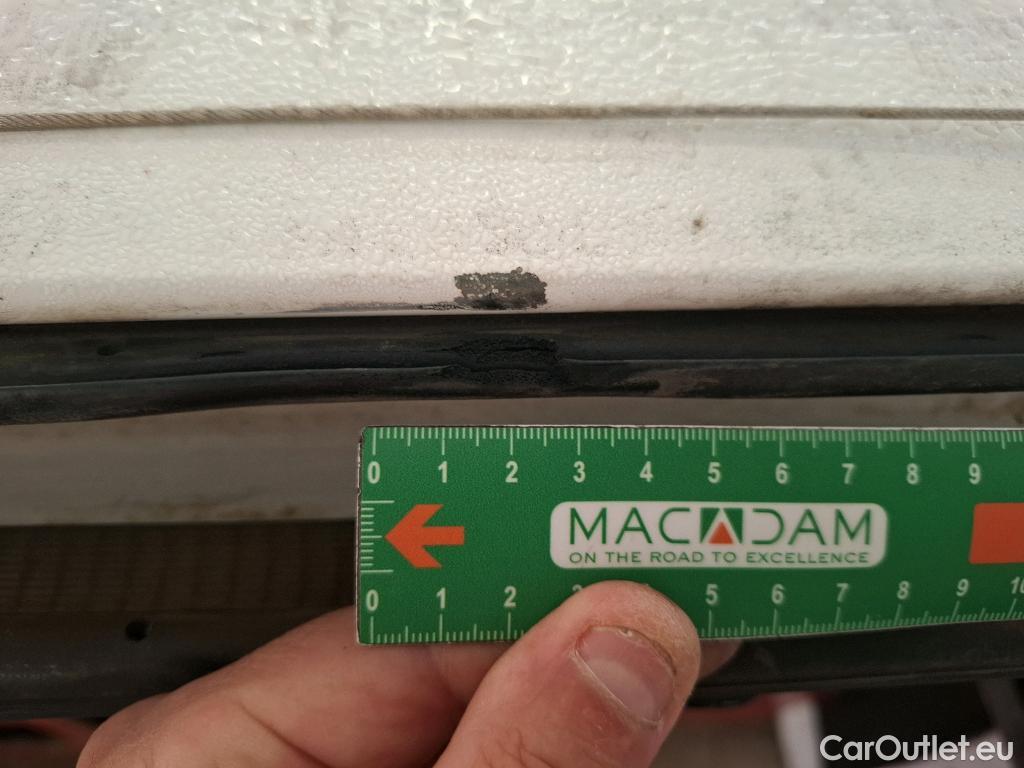 0 1 2 3 4 5 6 7 8 9
MACADAM
ON THE ROAD TO EXCELLENCE
0 1 2 5 6 7 8 9 10
CarOutlet.eu